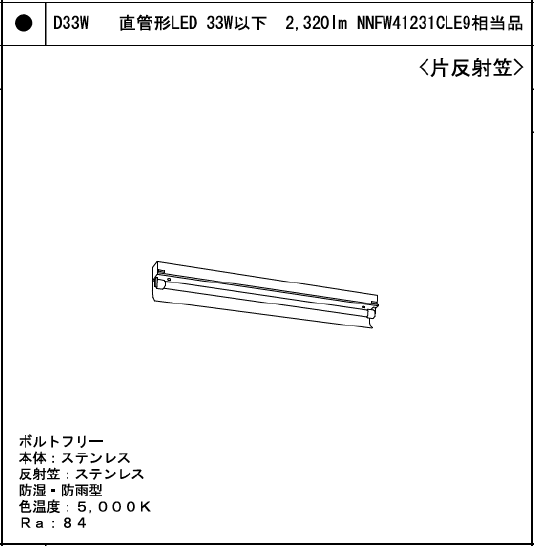 ● D33W 直管形LED 33W以下 2,320lm NNFW41231CLE9相当品
<片反射笠>
ボルトフリー
本体：ステンレス
反射笠：ステンレス
防湿・防雨型
色温度：５,０００Ｋ
Ｒａ：８４